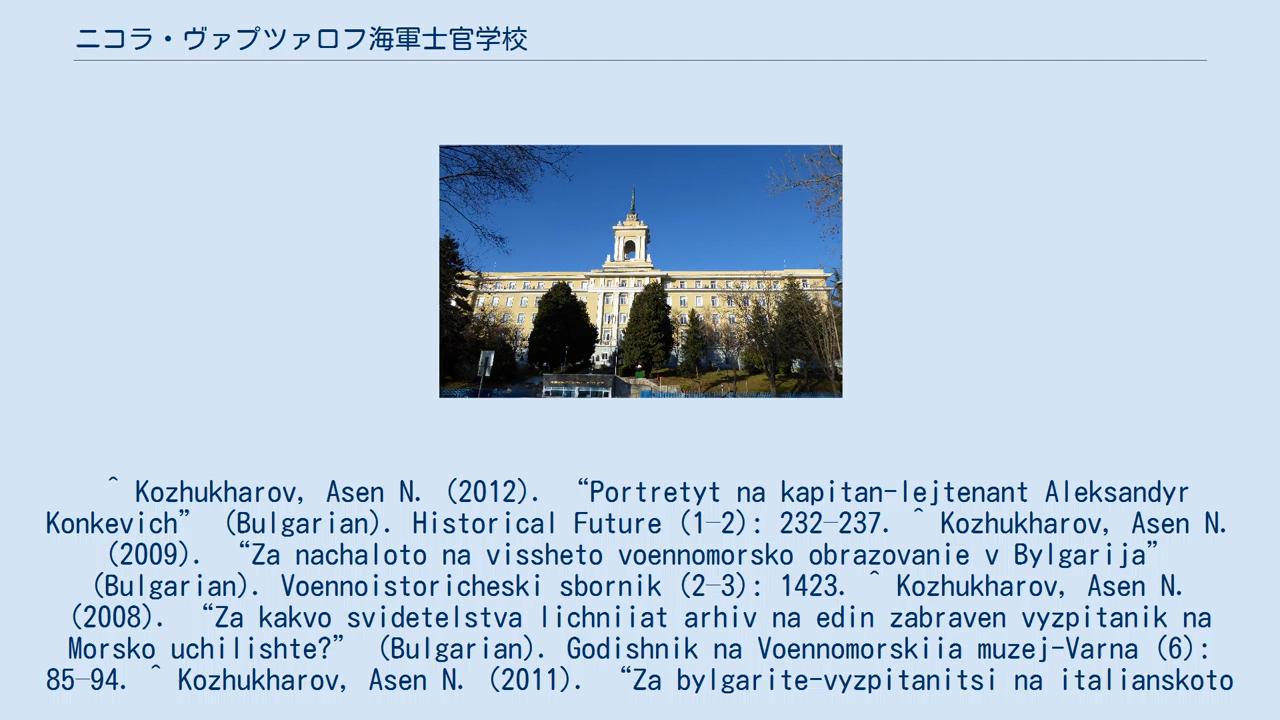 ニコラ・ヴァプツァロフ海軍士官学校
^ Kozhukharov, Asen N. (2012). “Portretyt na kapitan-lejtenant Aleksandyr
Konkevich” (Bulgarian). Historical Future (1–2): 232–237. ^ Kozhukharov, Asen N.
(2009). “Za nachaloto na vissheto voennomorsko obrazovanie v Bylgarija”
(Bulgarian). Voennoistoricheski sbornik (2–3): 1423. ^ Kozhukharov, Asen N.
(2008). “Za kakvo svidetelstva lichniiat arhiv na edin zabraven vyzpitanik na
Morsko uchilishte?” (Bulgarian). Godishnik na Voennomorskiia muzej-Varna (6):
85–94. ^ Kozhukharov, Asen N. (2011). “Za bylgarite-vyzpitanitsi na italianskoto